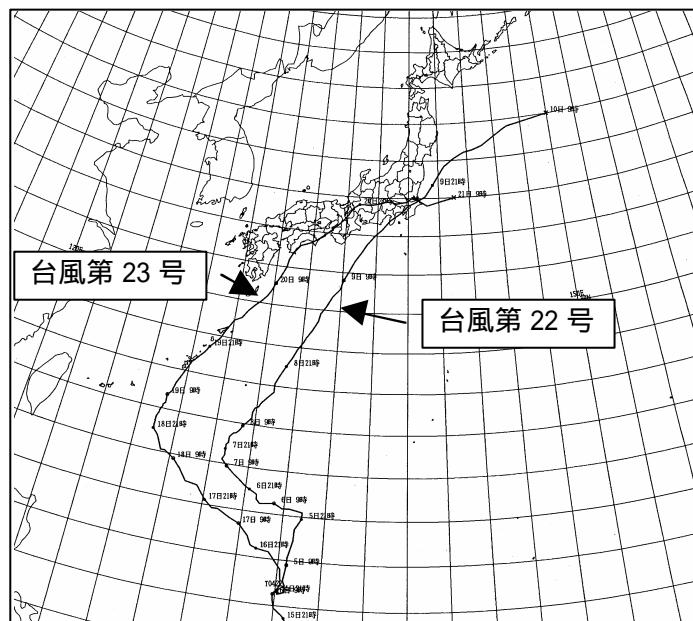 10日 9時
9日21時
21日 9時
台風第 23 号
20日 9時
9日 9時
台風第 22 号
19日21時
8日21時
19日 9時
18日21時
8日 9時
7日21時
18日 9時
7日 9時
6日21時
17日21時
6日 9時
5日21時
17日 9時
16日21時
5日 9時
15日21時